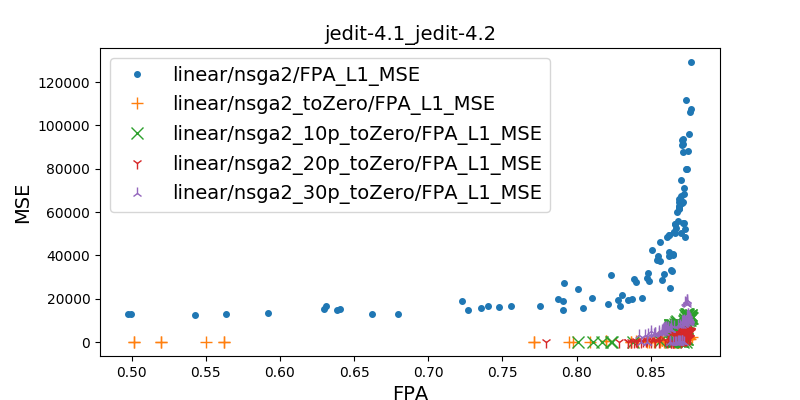 jedit-4.1_jedit-4.2
linear/nsga2/FPA_L1_MSE
linear/nsga2_toZero/FPA_L1_MSE
linear/nsga2_10p_toZero/FPA_L1_MSE
linear/nsga2_20p_toZero/FPA_L1_MSE
linear/nsga2_30p_toZero/FPA_L1_MSE
MSE
120000
100000
80000
60000
40000
20000
0
0.50 0.55 0.60 0.65 0.70 0.75 0.80 0.85
FPA